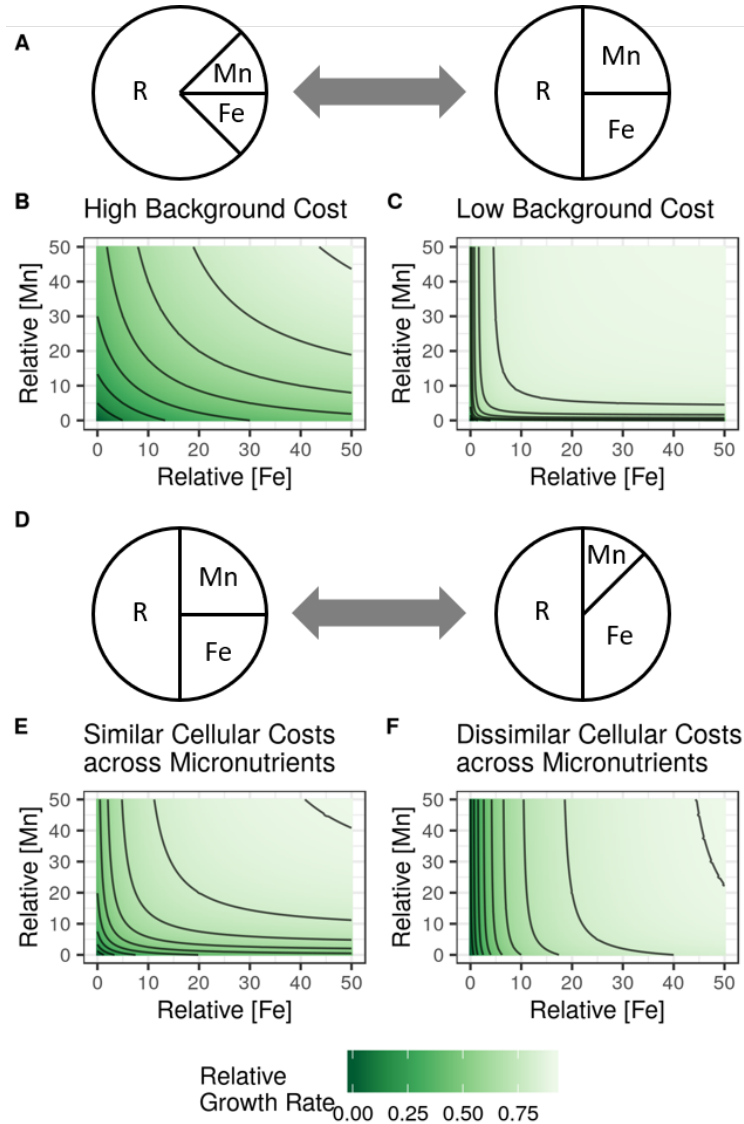 A
R
Mn
Fe
R
Mn
Fe
B
High Background Cost
C
Low Background Cost
50
40
30
20
10
0
Relative [Mn]
0 10 20 30 40 50
Relative [Fe]
50
40
30
20
10
0
Relative [Mn]
0 10 20 30 40 50
Relative [Fe]
D
R
Mn
Fe
R
Mn
Fe
E
Similar Cellular Costs
across Micronutrients
F
Dissimilar Cellular Costs
across Micronutrients
50
40
30
20
10
0
Relative [Mn]
0 10 20 30 40 50
Relative [Fe]
50
40
30
20
10
0
Relative [Mn]
0 10 20 30 40 50
Relative [Fe]
Relative
Growth Rate
0.00 0.25 0.50 0.75